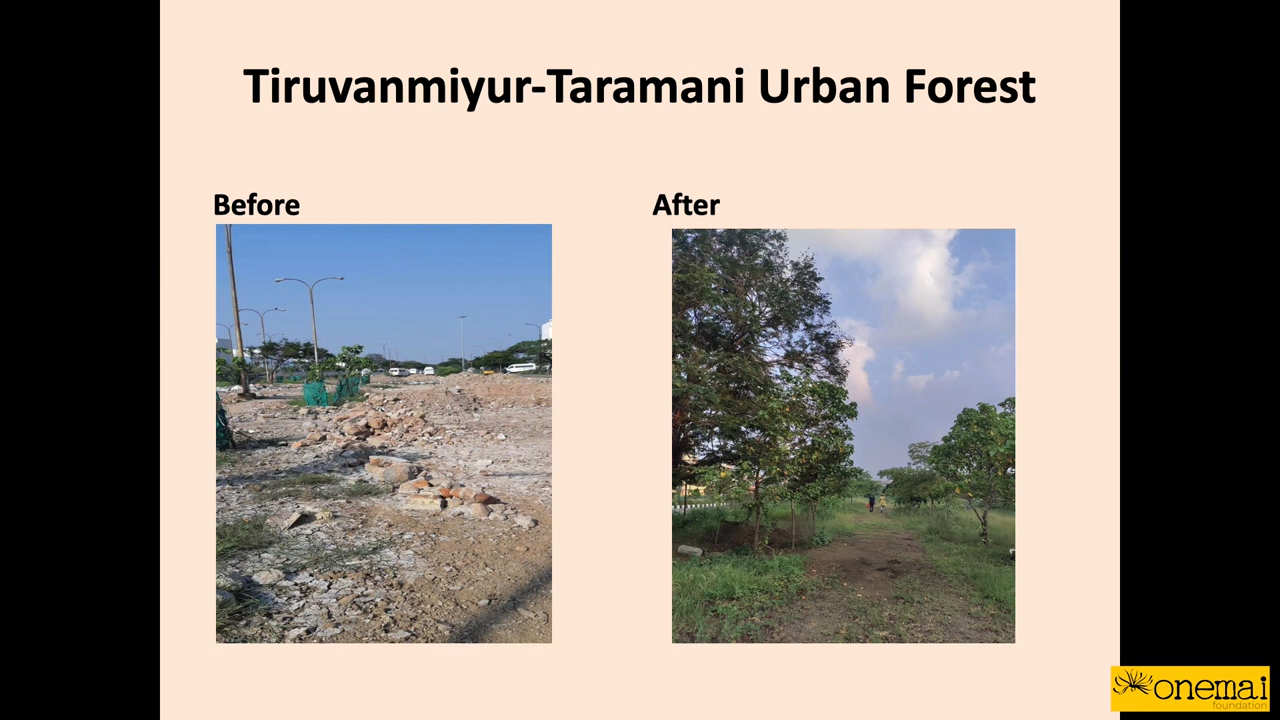 Tiruvanmiyur-Taramani Urban Forest
Before
After
onemai
foundation